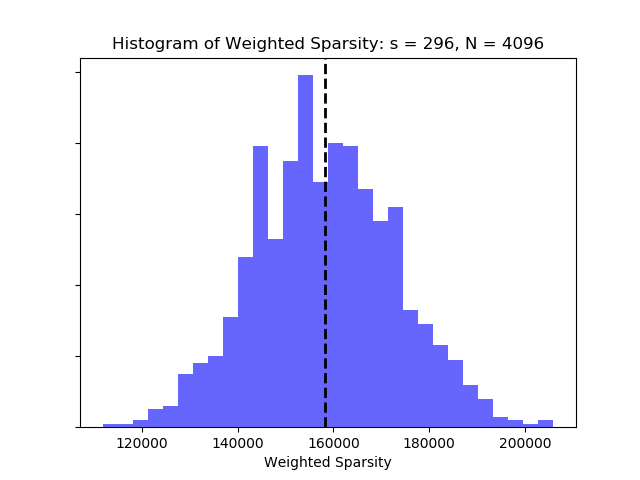 Histogram of Weighted Sparsity: s = 296, N = 4096
120000 140000 160000 180000 200000
Weighted Sparsity